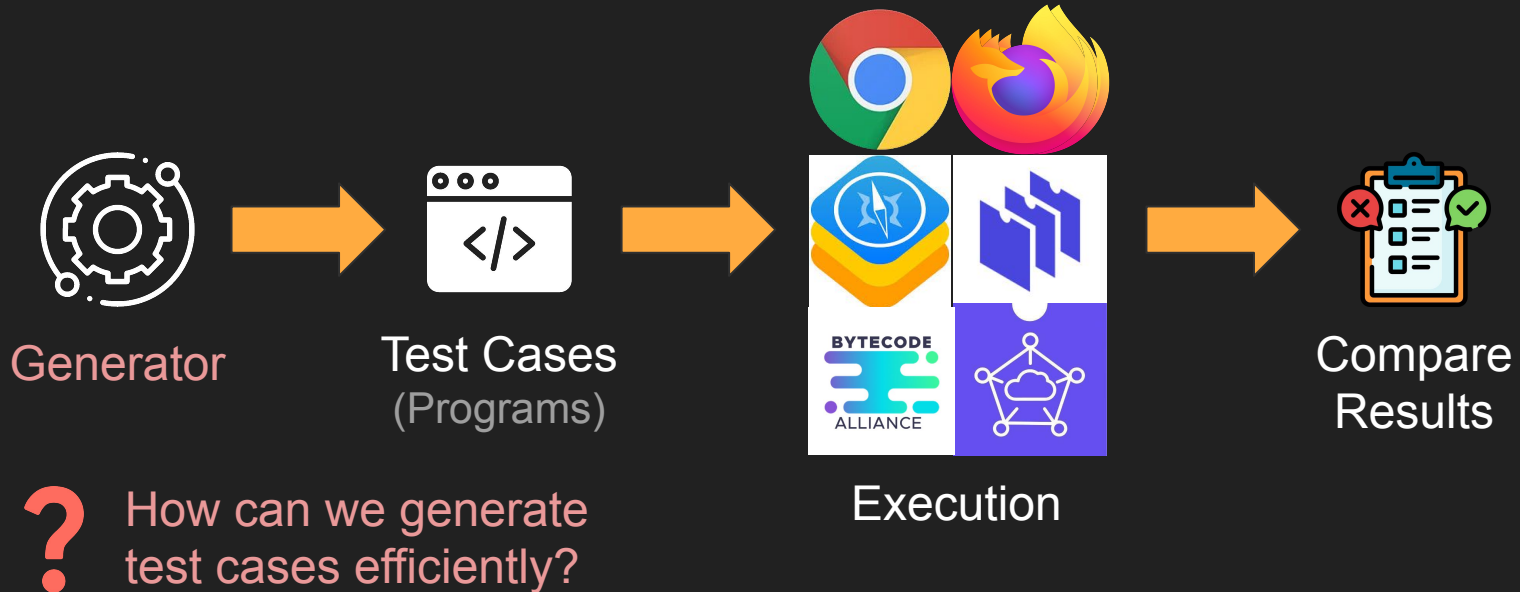 Generator
Test Cases
(Programs)
</>
BYTECODE
ALLIANCE
Execution
Compare
Results
? How can we generate
test cases efficiently?